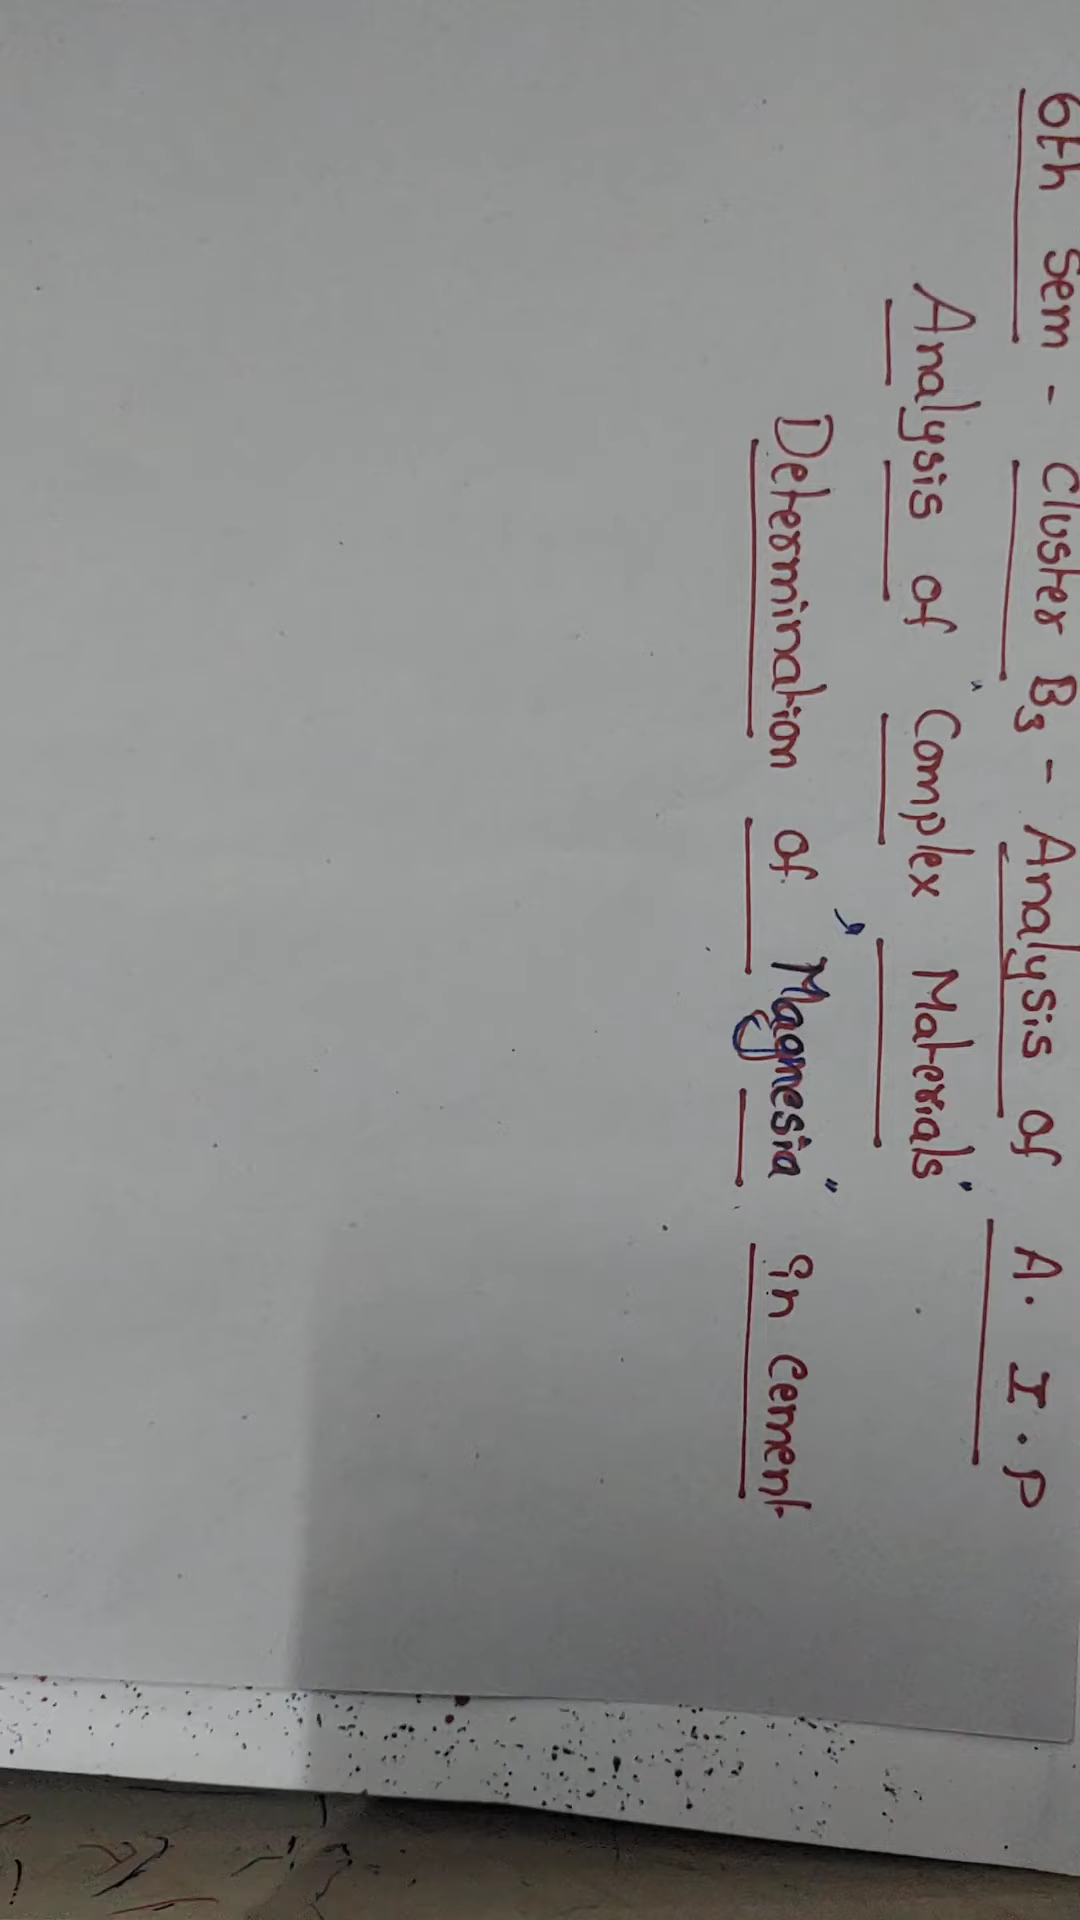 6th Sem - Cluster B3 - Analysis of A. I. P
Analysis of "Complex Materials"
Determination of "Magnesia" in Cement